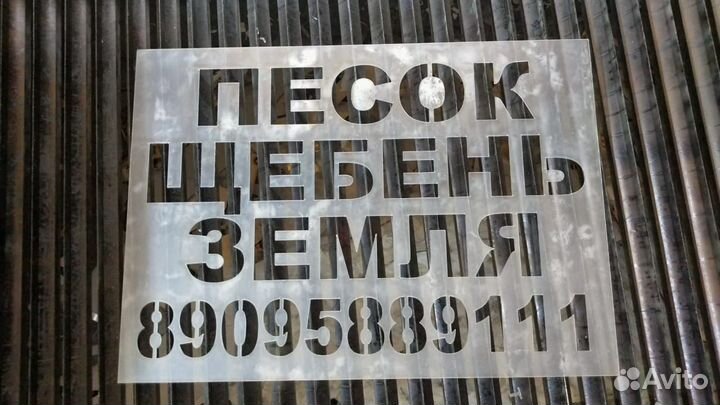 ПЕСОК
ЩЕБЕНЬ
ЗЕМЛЯ
89095889111
Avito